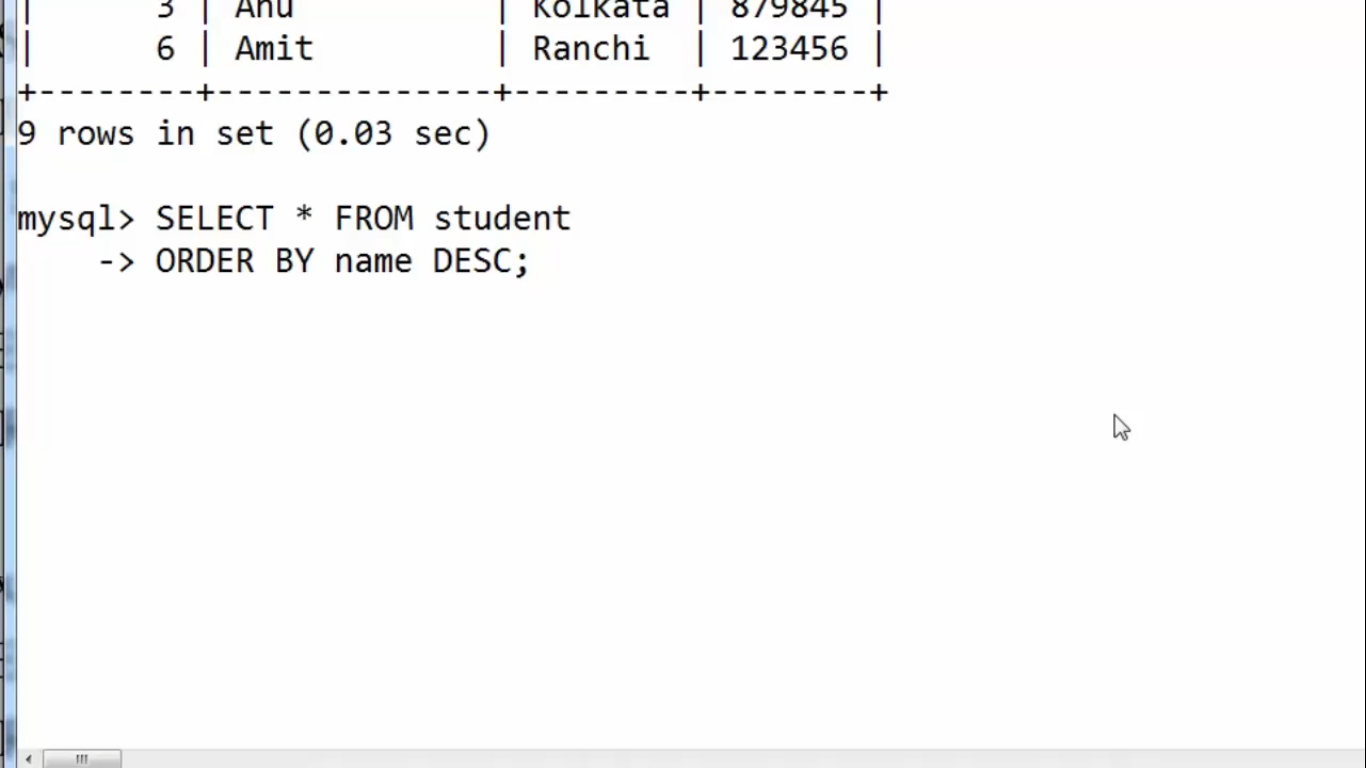 |      3 | Anu          | Kolkata | 879845 |
|      6 | Amit         | Ranchi  | 123456 |
+--------+--------------+---------+--------+
9 rows in set (0.03 sec)
mysql> SELECT * FROM student
    -> ORDER BY name DESC;